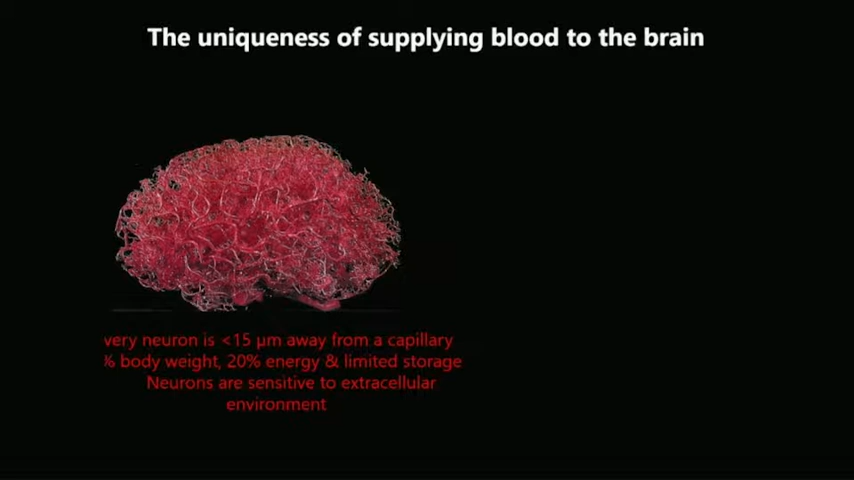 The uniqueness of supplying blood to the brain
very neuron is <15 µm away from a capillary
% body weight, 20% energy & limited storage
Neurons are sensitive to extracellular
environment